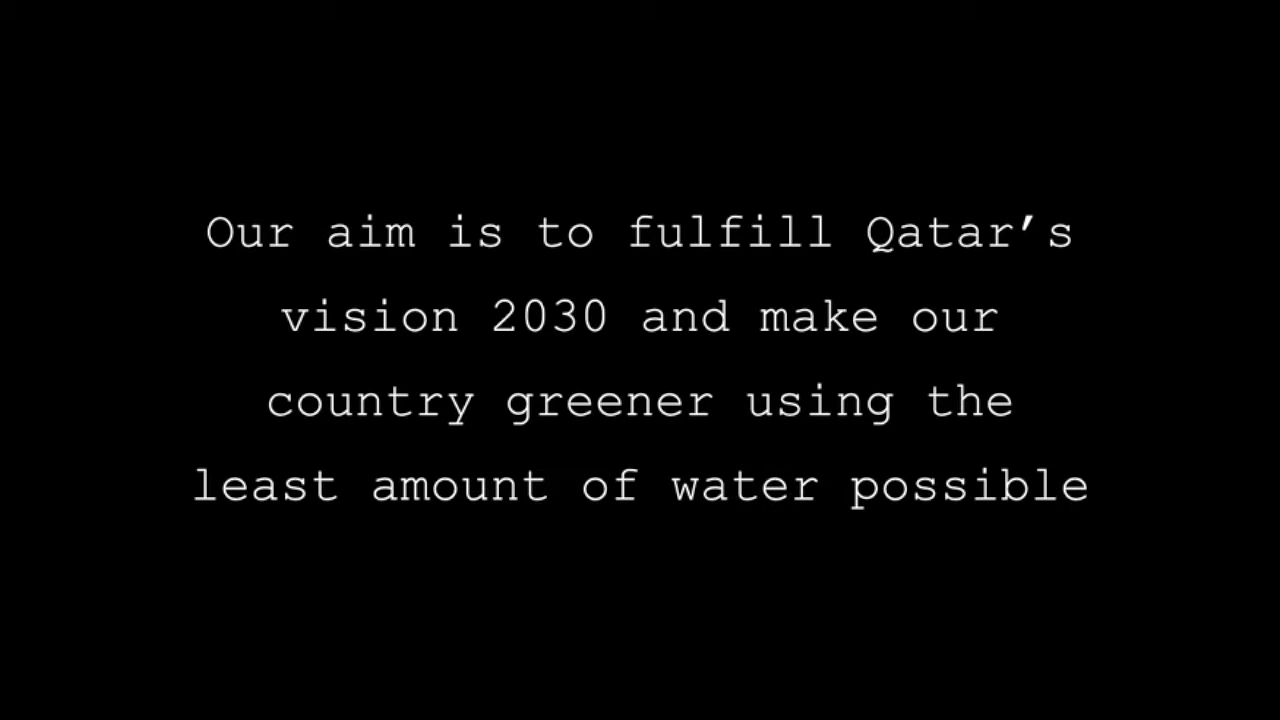 Our aim is to fulfill Qatar’s
vision 2030 and make our
country greener using the
least amount of water possible